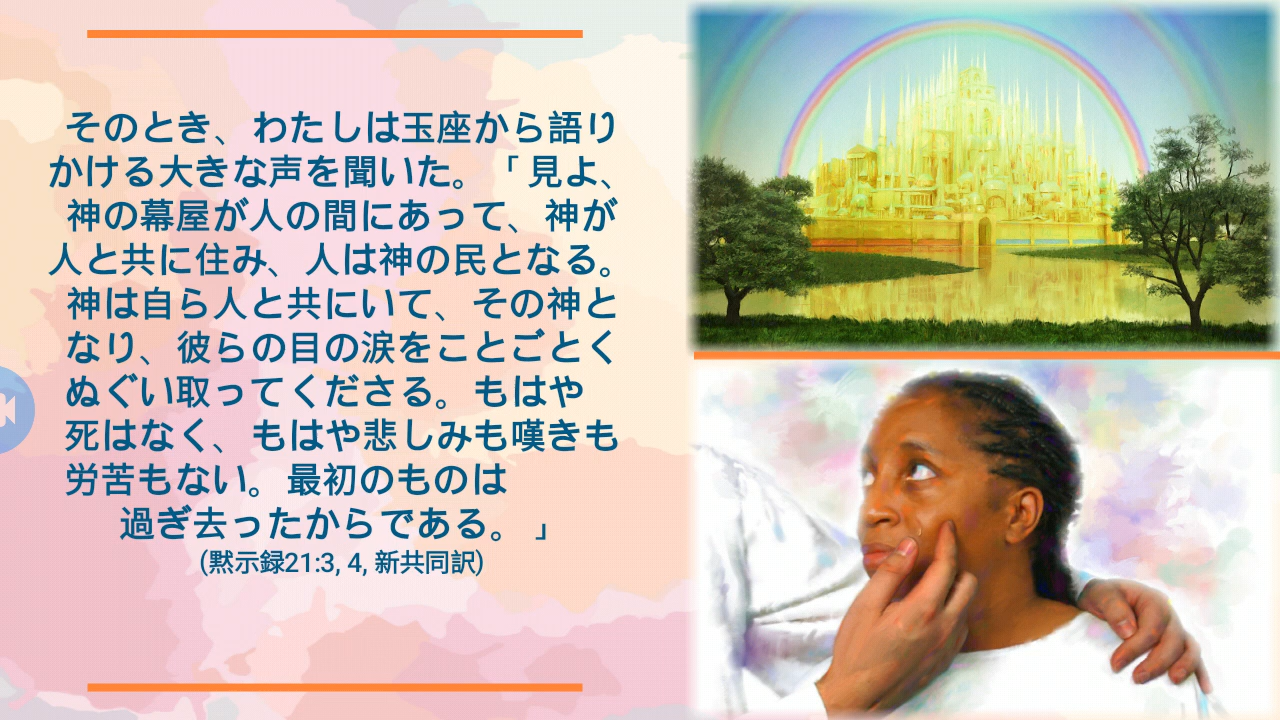 そのとき、わたしは玉座から語り
かける大きな声を聞いた。「見よ、
神の幕屋が人の間にあって、神が
人と共に住み、人は神の民となる。
神は自ら人と共にいて、その神と
なり、彼らの目の涙をことごとく
ぬぐい取ってくださる。もはや
死はなく、もはや悲しみも嘆きも
労苦もない。最初のものは
過ぎ去ったからである。」
(黙示録21:3, 4, 新共同訳)